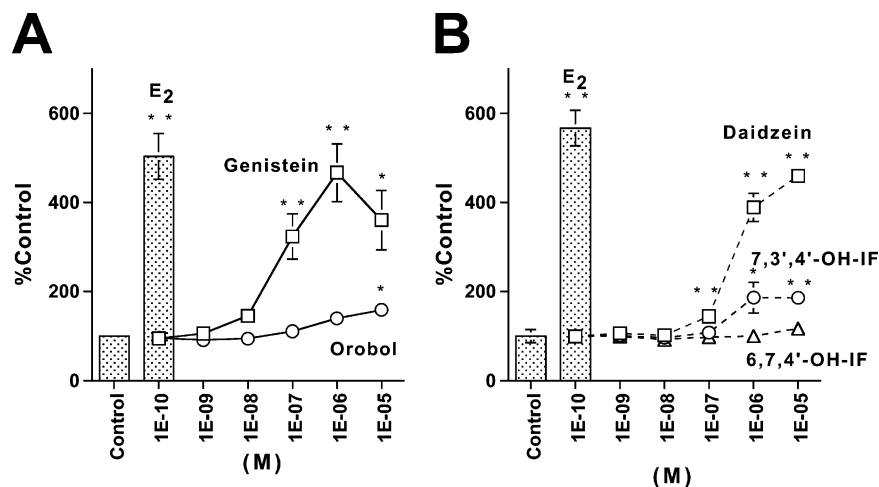 A
B
E2
* *
Genistein
* *
* *
*
*
Orobol
%Control
600
400
200
0
Control
1E-10
1E-09
1E-08
1E-07
1E-06
1E-05
(M)
E2
* *
Daidzein
* *
* *
7,3',4'-OH-IF
* *
*
* *
6,7,4'-OH-IF
%Control
600
400
200
0
Control
1E-10
1E-09
1E-08
1E-07
1E-06
1E-05
(M)